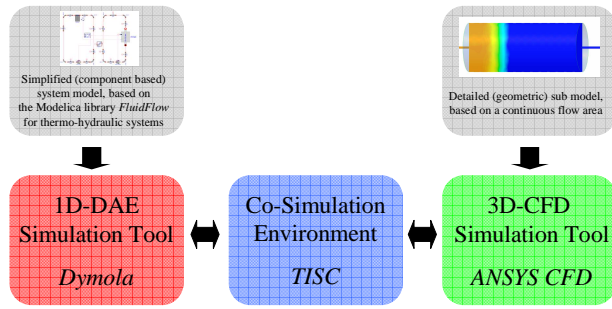 Simplified (component based)
system model, based on
the Modelica library FluidFlow
for thermo-hydraulic systems
Detailed (geometric) sub model,
based on a continuous flow area
1D-DAE
Simulation Tool
Dymola
Co-Simulation
Environment
TISC
3D-CFD
Simulation Tool
ANSYS CFD